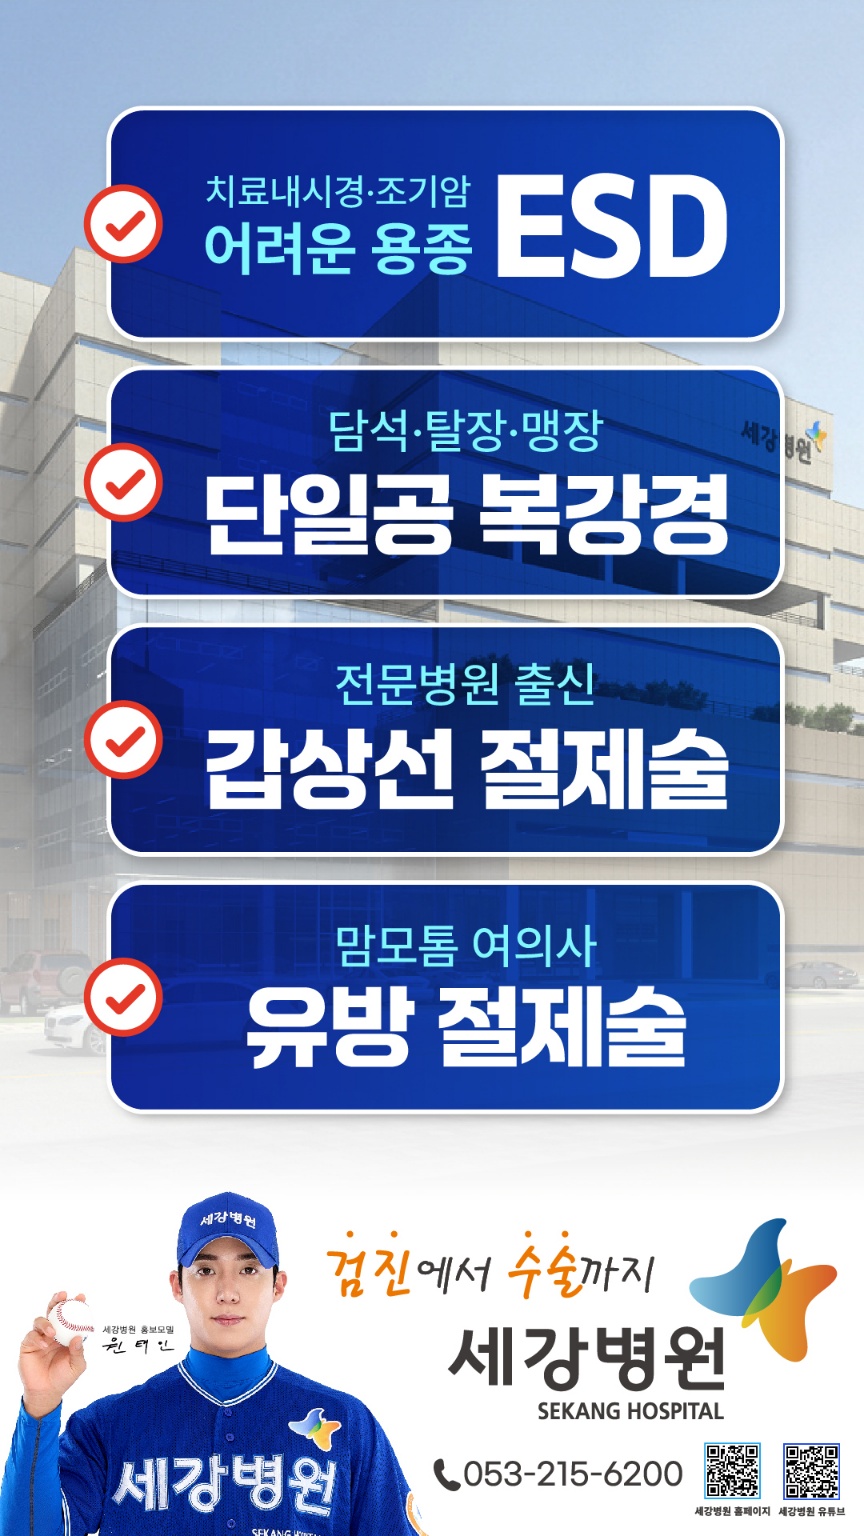 치료내시경·조기암
어려운 용종
ESD
담석·탈장·맹장
단일공 복강경
세강병원
전문병원 출신
갑상선 절제술
맘모톰 여의사
유방 절제술
세강병원
세강병원 홍보모델
원태인
세강병원
SEKANG HOSPITAL
검진에서 수술까지
세강병원
SEKANG HOSPITAL
053-215-6200
세강병원 홈페이지
세강병원 유튜브